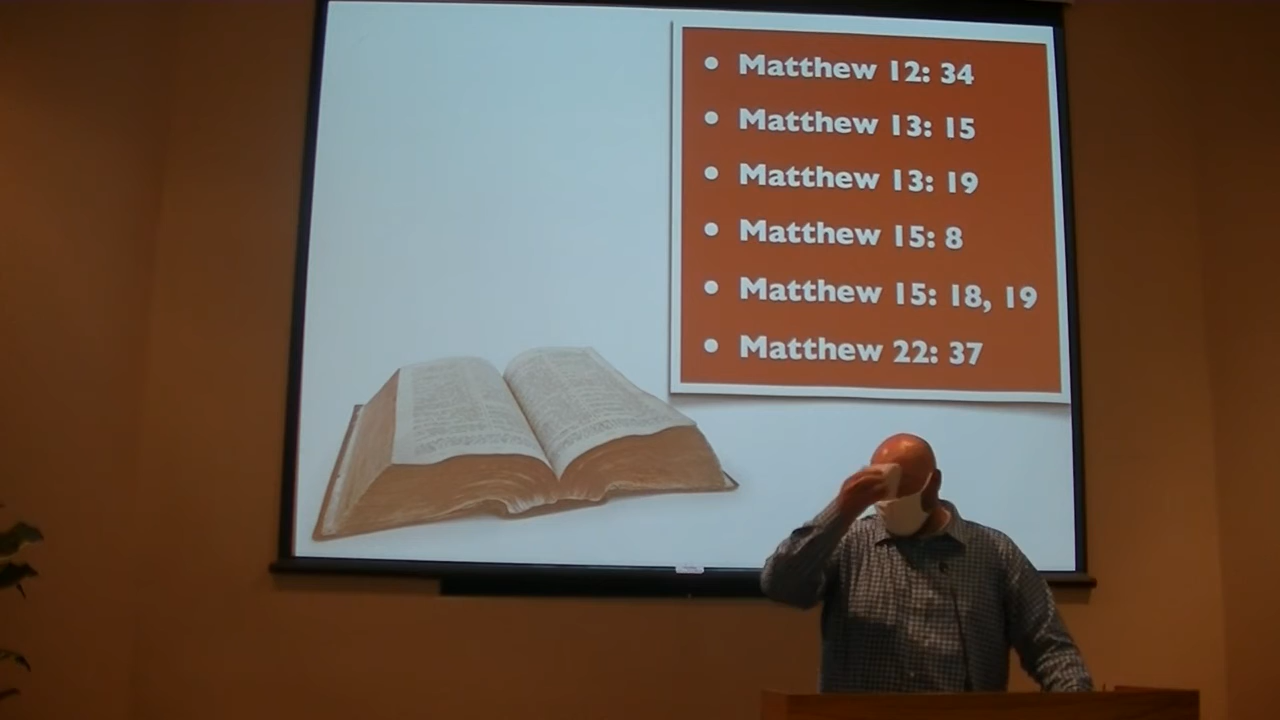 • Matthew 12: 34
• Matthew 13: 15
• Matthew 13: 19
• Matthew 15: 8
• Matthew 15: 18, 19
• Matthew 22: 37